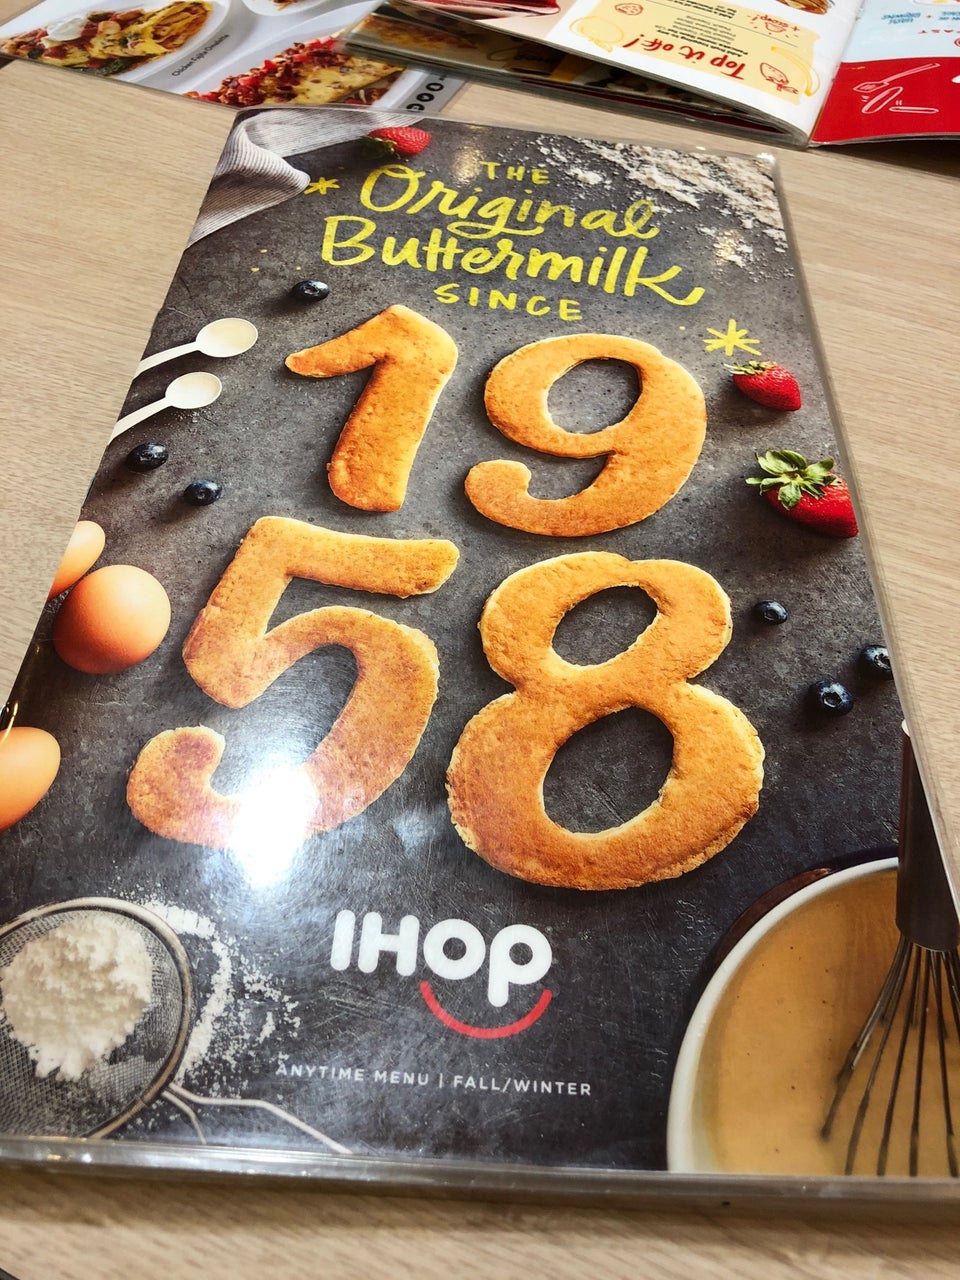 Top it off!
THE
Original
Buttermilk
SINCE
19
58
IHOP
ANYTIME MENU | FALL/WINTER